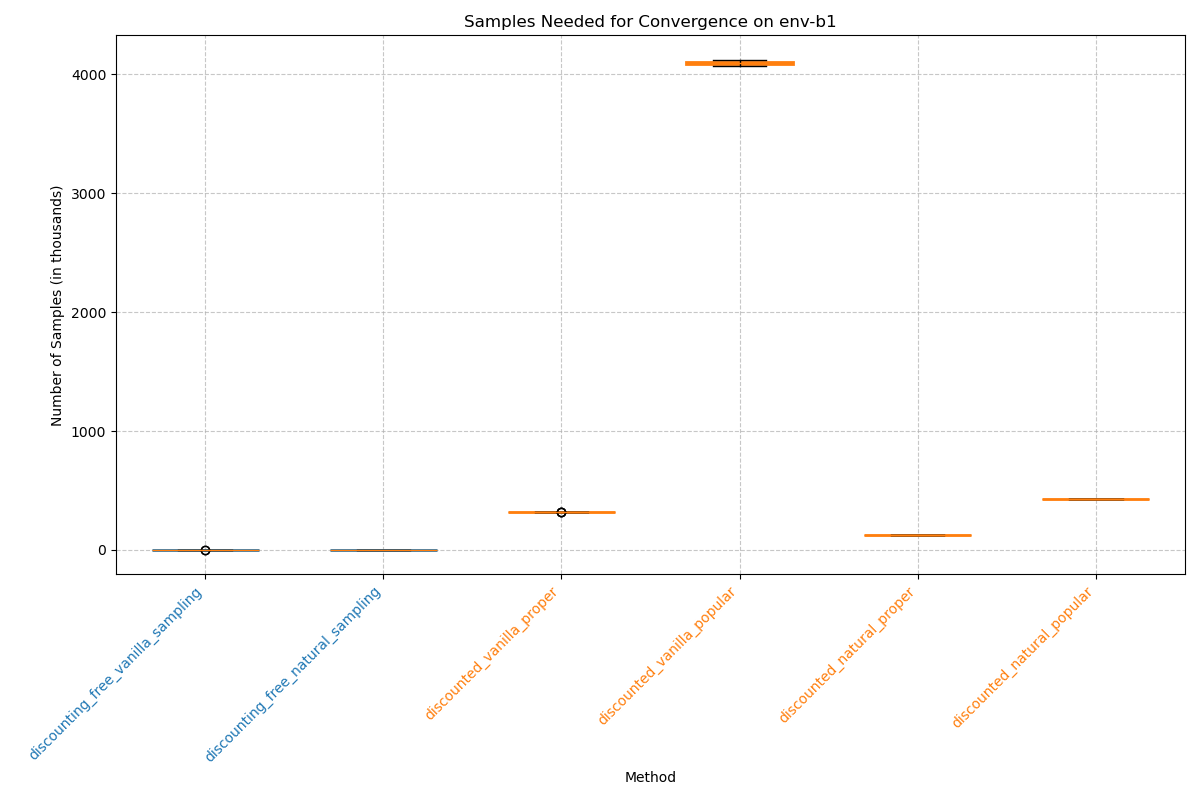 Samples Needed for Convergence on env-b1
Number of Samples (in thousands)
4000
3000
2000
1000
0
discounting_free_vanilla_sampling
discounting_free_natural_sampling
discounted_vanilla_proper
discounted_vanilla_popular
discounted_natural_proper
discounted_natural_popular
Method